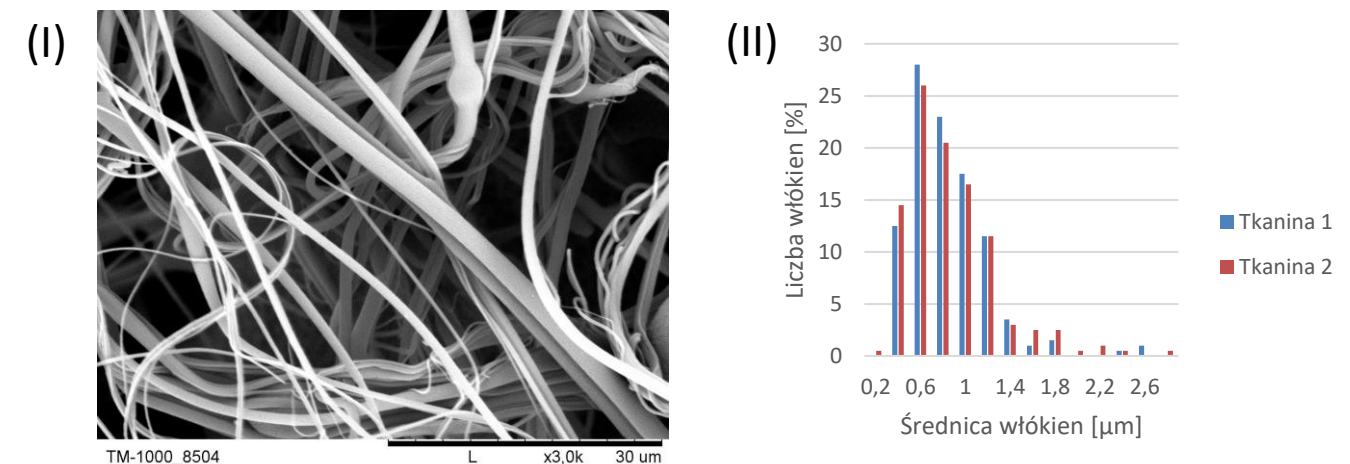 (I)
TM-1000_8504 L x3,0k 30 um
(II)
Liczba włókien [%]
30
25
20
15
10
5
0
0,2 0,6 1 1,4 1,8 2,2 2,6
Średnica włókien [µm]
Tkanina 1
Tkanina 2